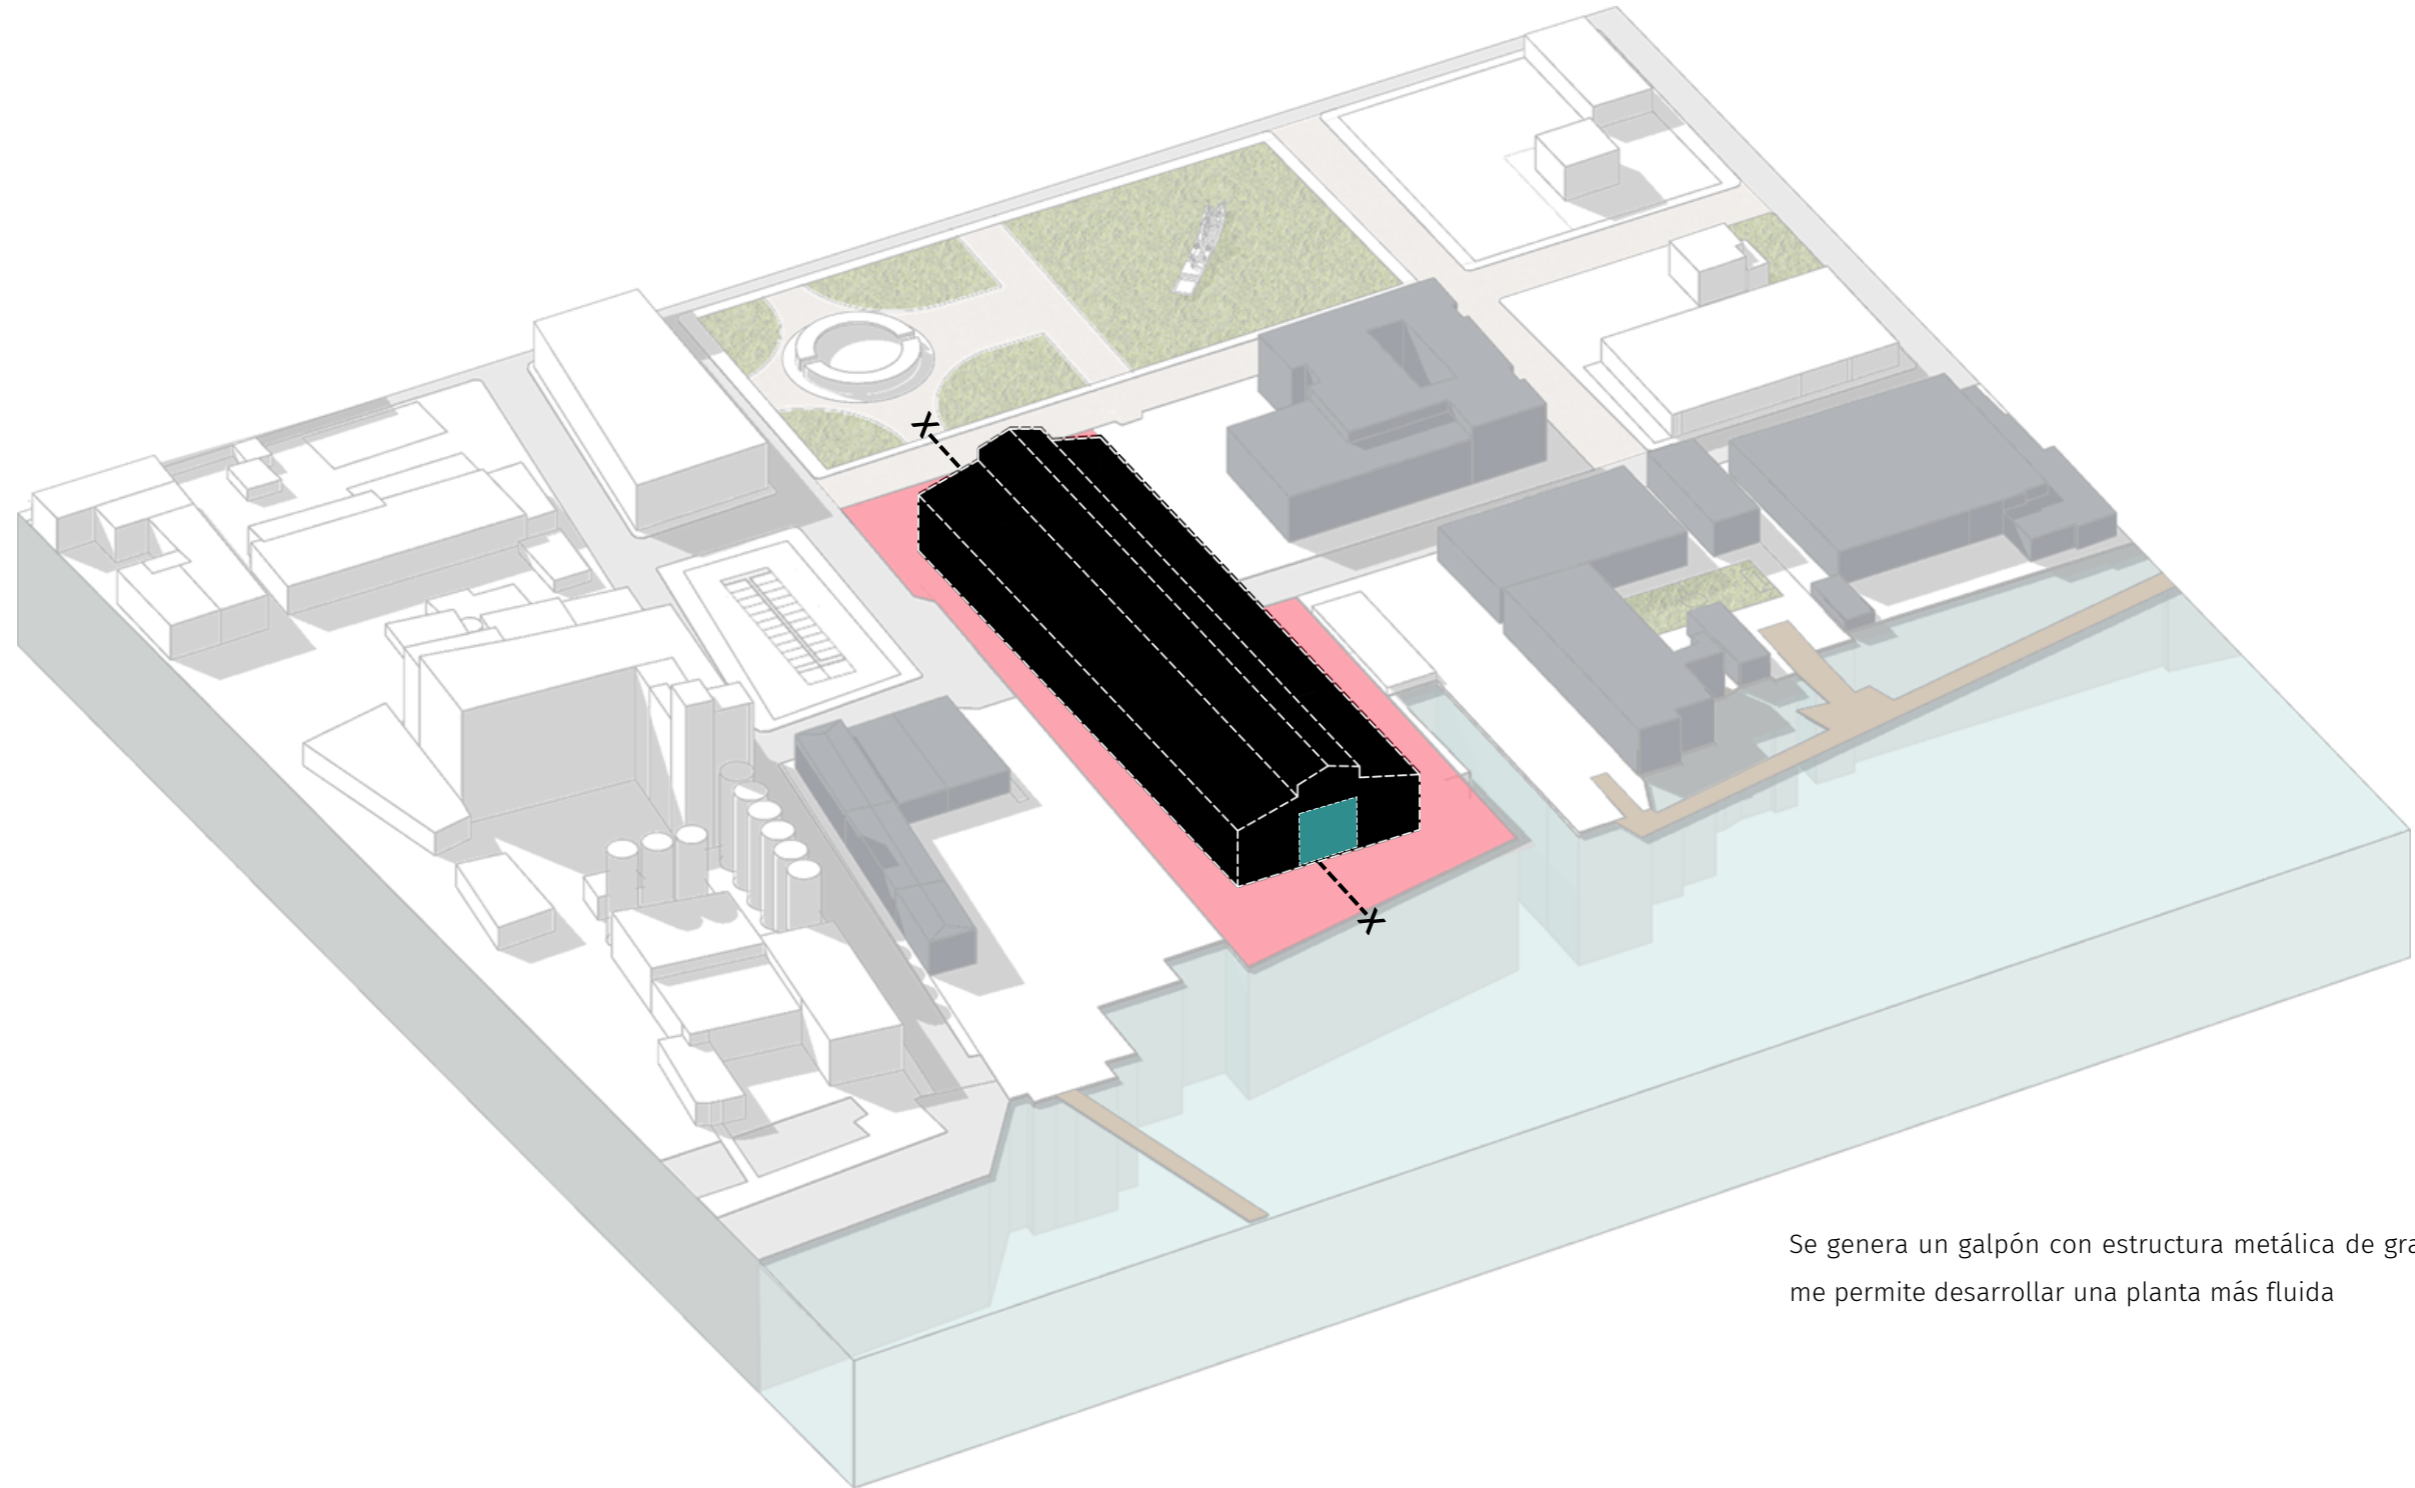 X
X
Se genera un galpón con estructura metálica de gra
me permite desarrollar una planta más fluida